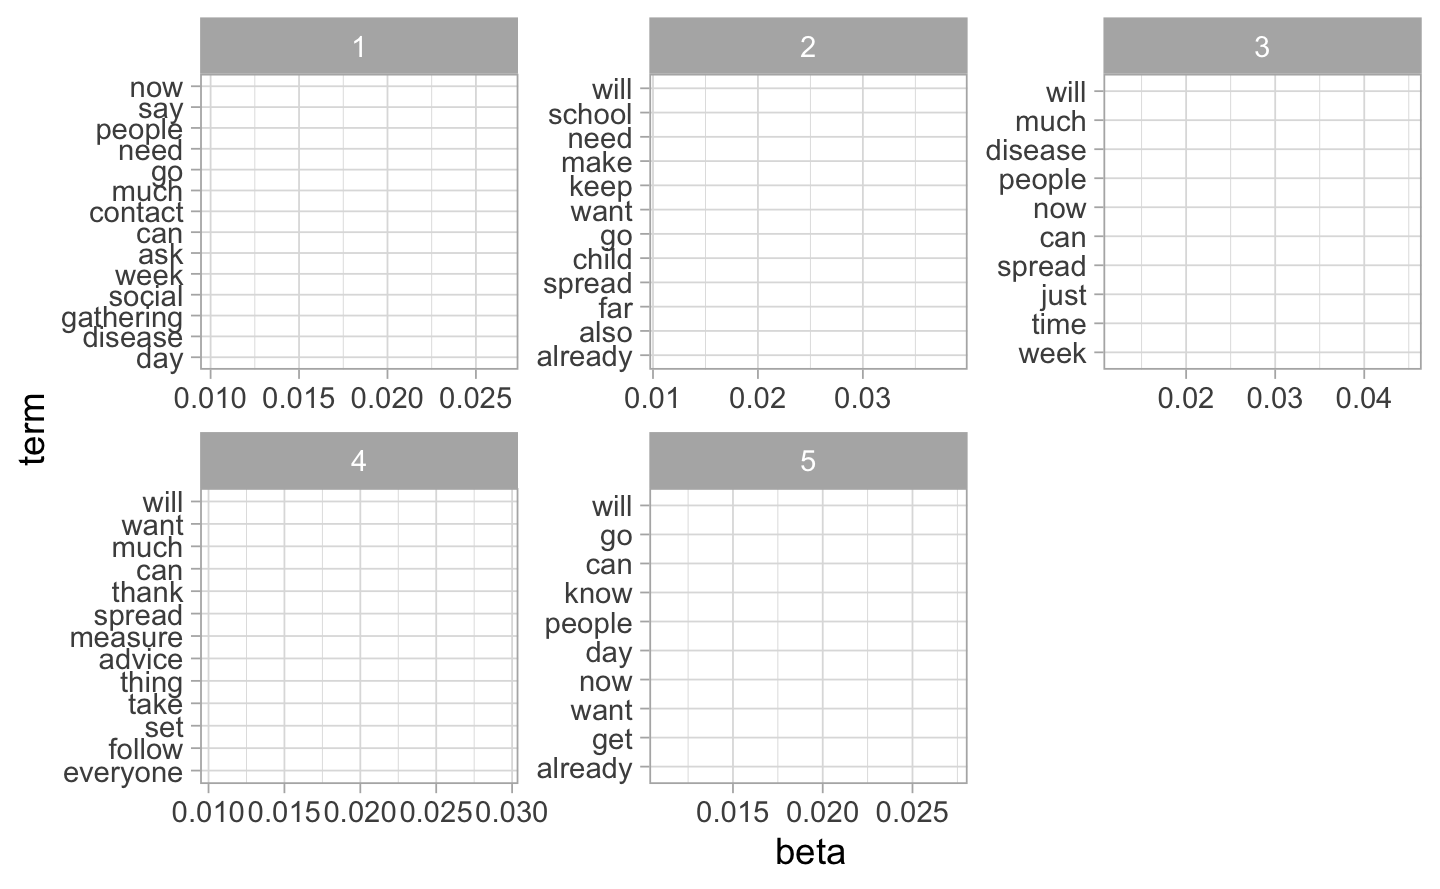 1
now
say
people
need
go
much
contact
can
ask
week
social
gathering
disease
day
0.010 0.015 0.020 0.025
2
will
school
need
make
keep
want
go
child
spread
far
also
already
0.01 0.02 0.03
3
will
much
disease
people
now
can
spread
just
time
week
0.02 0.03 0.04
term
4
will
want
much
can
thank
spread
measure
advice
thing
take
set
follow
everyone
0.010 0.015 0.020 0.025 0.030
5
will
go
can
know
people
day
now
want
get
already
0.015 0.020 0.025
beta